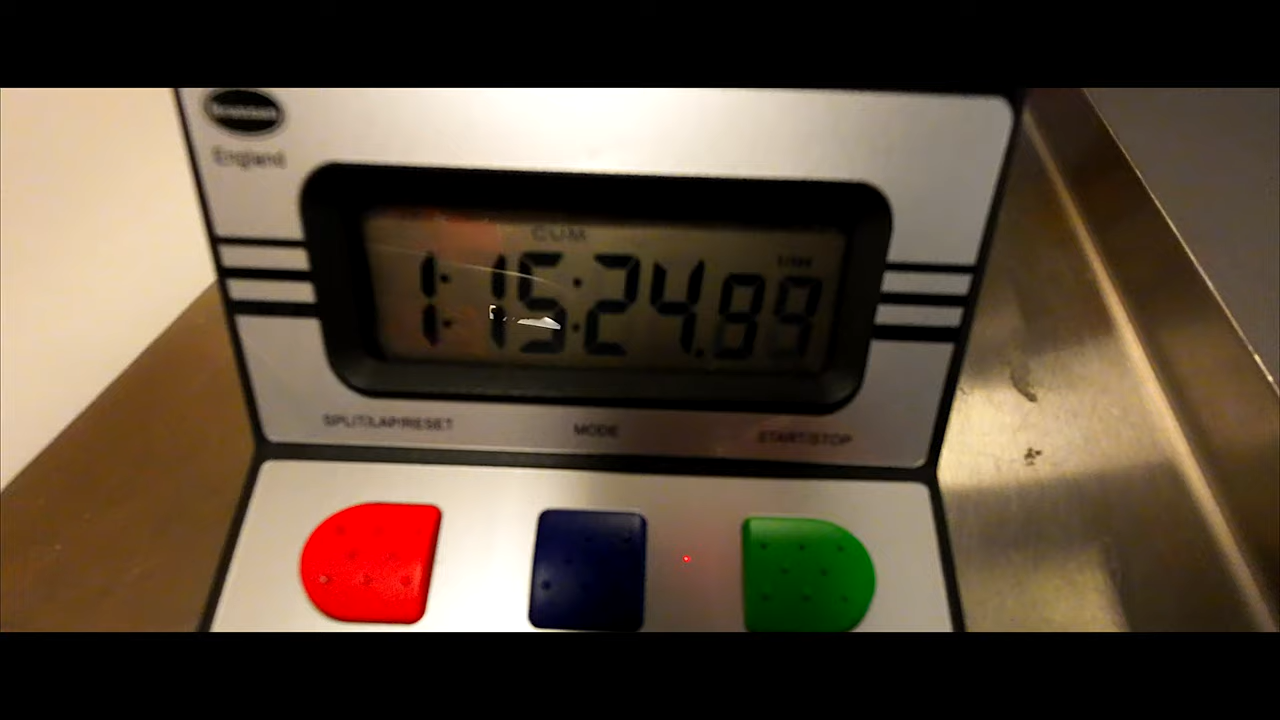 England
CUM
1:15:24.89
SPLIT/LAP/RESET
MODE
START/STOP